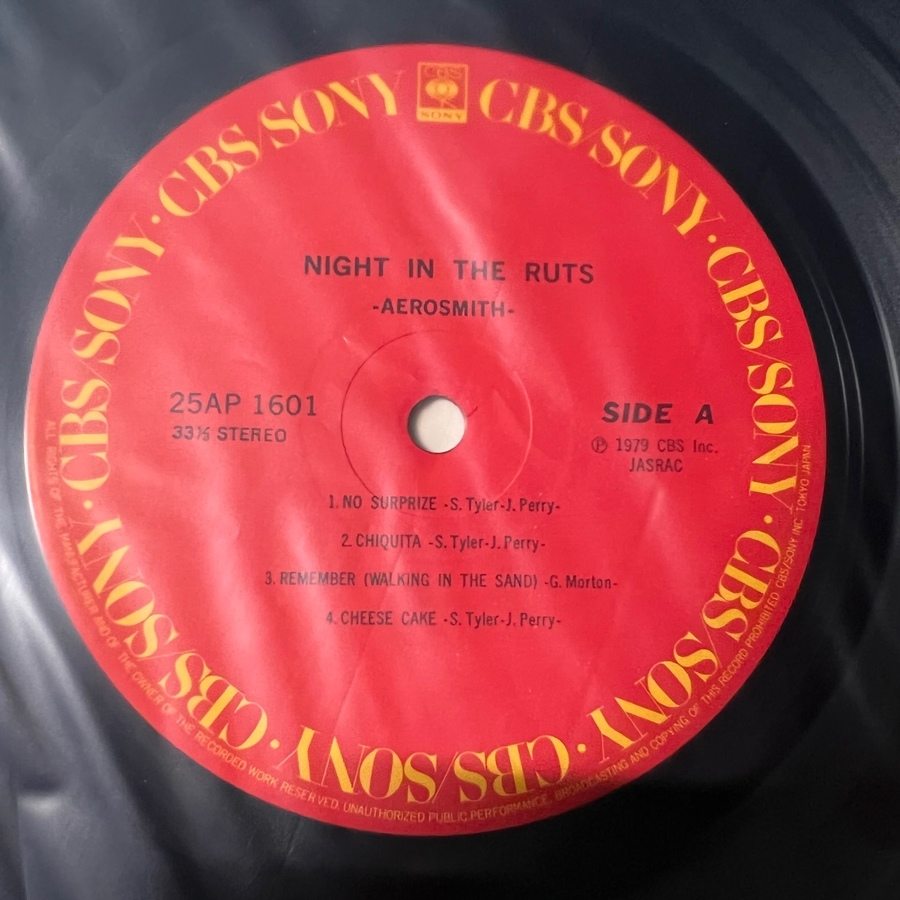 CBS/SONY · CBS/SONY · CBS/SONY · CBS/SONY · CBS/SONY · CBS/SONY · CBS/SONY · CBS/SONY
CBS
SONY
NIGHT IN THE RUTS
-AEROSMITH-
25AP 1601
33⅓ STEREO
SIDE A
Ⓟ 1979 CBS Inc.
JASRAC
1. NO SURPRIZE -S. Tyler-J. Perry-
2. CHIQUITA -S. Tyler-J. Perry-
3. REMEMBER (WALKING IN THE SAND) -G. Morton-
4. CHEESE CAKE -S. Tyler-J. Perry-
ALL RIGHTS OF THE MANUFACTURER AND OF THE OWNER OF THE RECORDED WORK RESERVED. UNAUTHORIZED PUBLIC PERFORMANCE, BROADCASTING AND COPYING OF THIS RECORD PROHIBITED CBS/SONY INC TOKYO JAPAN